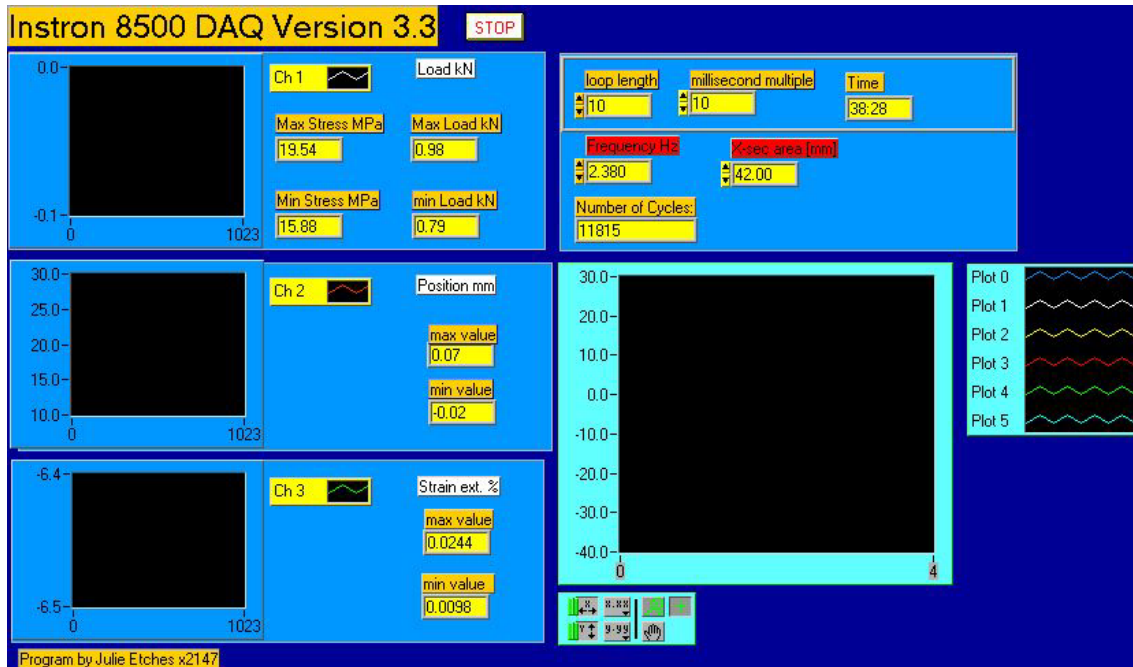 Instron 8500 DAQ Version 3.3
STOP
0.0
-0.1
0
1023
Ch 1
Load kN
Max Stress MPa
Max Load kN
19.54
0.98
Min Stress MPa
min Load kN
15.88
0.79
loop length
millisecond multiple
Time
10
10
38:28
Frequency Hz
X-sec area [mm]
2.380
42.00
Number of Cycles:
11815
30.0
25.0
20.0
15.0
10.0
0
1023
Ch 2
Position mm
max value
0.07
min value
-0.02
-6.4
-6.5
0
1023
Ch 3
Strain ext. %
max value
0.0244
min value
0.0098
30.0
20.0
10.0
0.0
-10.0
-20.0
-30.0
-40.0
0
4
Plot 0
Plot 1
Plot 2
Plot 3
Plot 4
Plot 5
X
X.XX
Y
Y.YY
Program by Julie Etches x2147